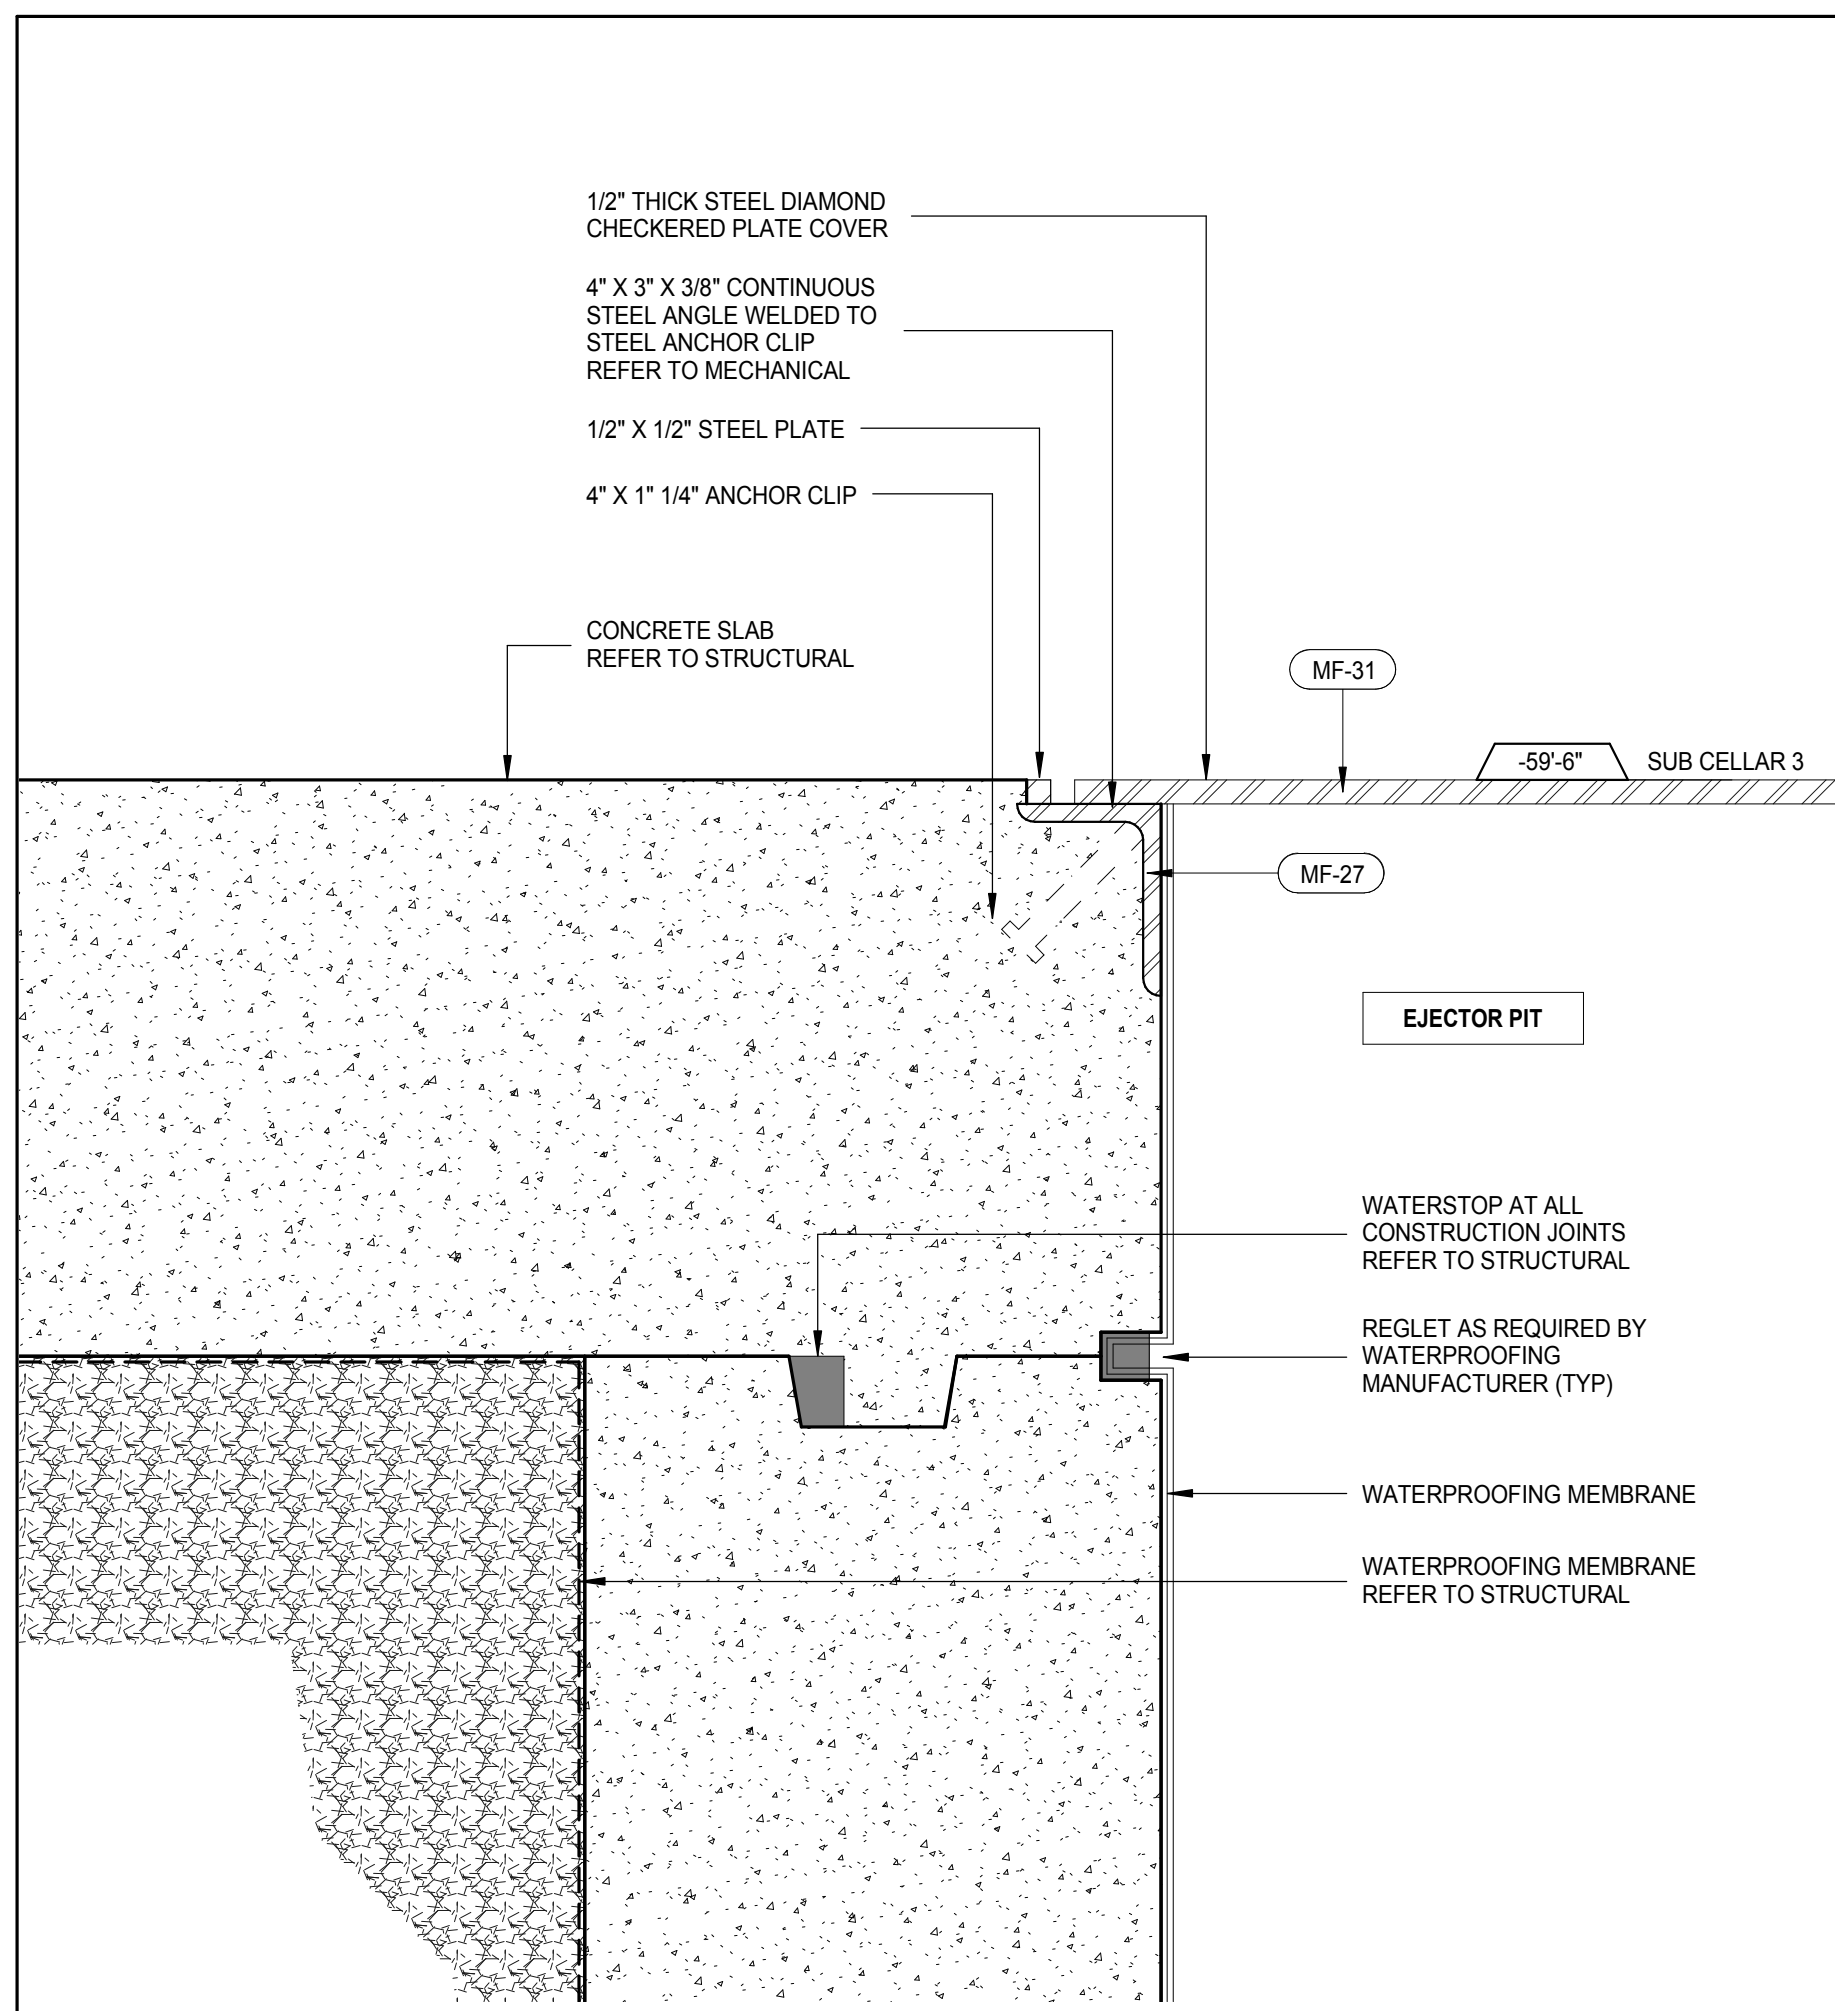 1/2" THICK STEEL DIAMOND
CHECKERED PLATE COVER
4" X 3" X 3/8" CONTINUOUS
STEEL ANGLE WELDED TO
STEEL ANCHOR CLIP
REFER TO MECHANICAL
1/2" X 1/2" STEEL PLATE
4" X 1" 1/4" ANCHOR CLIP
CONCRETE SLAB
REFER TO STRUCTURAL
MF-31
-59'-6" SUB CELLAR 3
MF-27
EJECTOR PIT
WATERSTOP AT ALL
CONSTRUCTION JOINTS
REFER TO STRUCTURAL
REGLET AS REQUIRED BY
WATERPROOFING
MANUFACTURER (TYP)
WATERPROOFING MEMBRANE
WATERPROOFING MEMBRANE
REFER TO STRUCTURAL